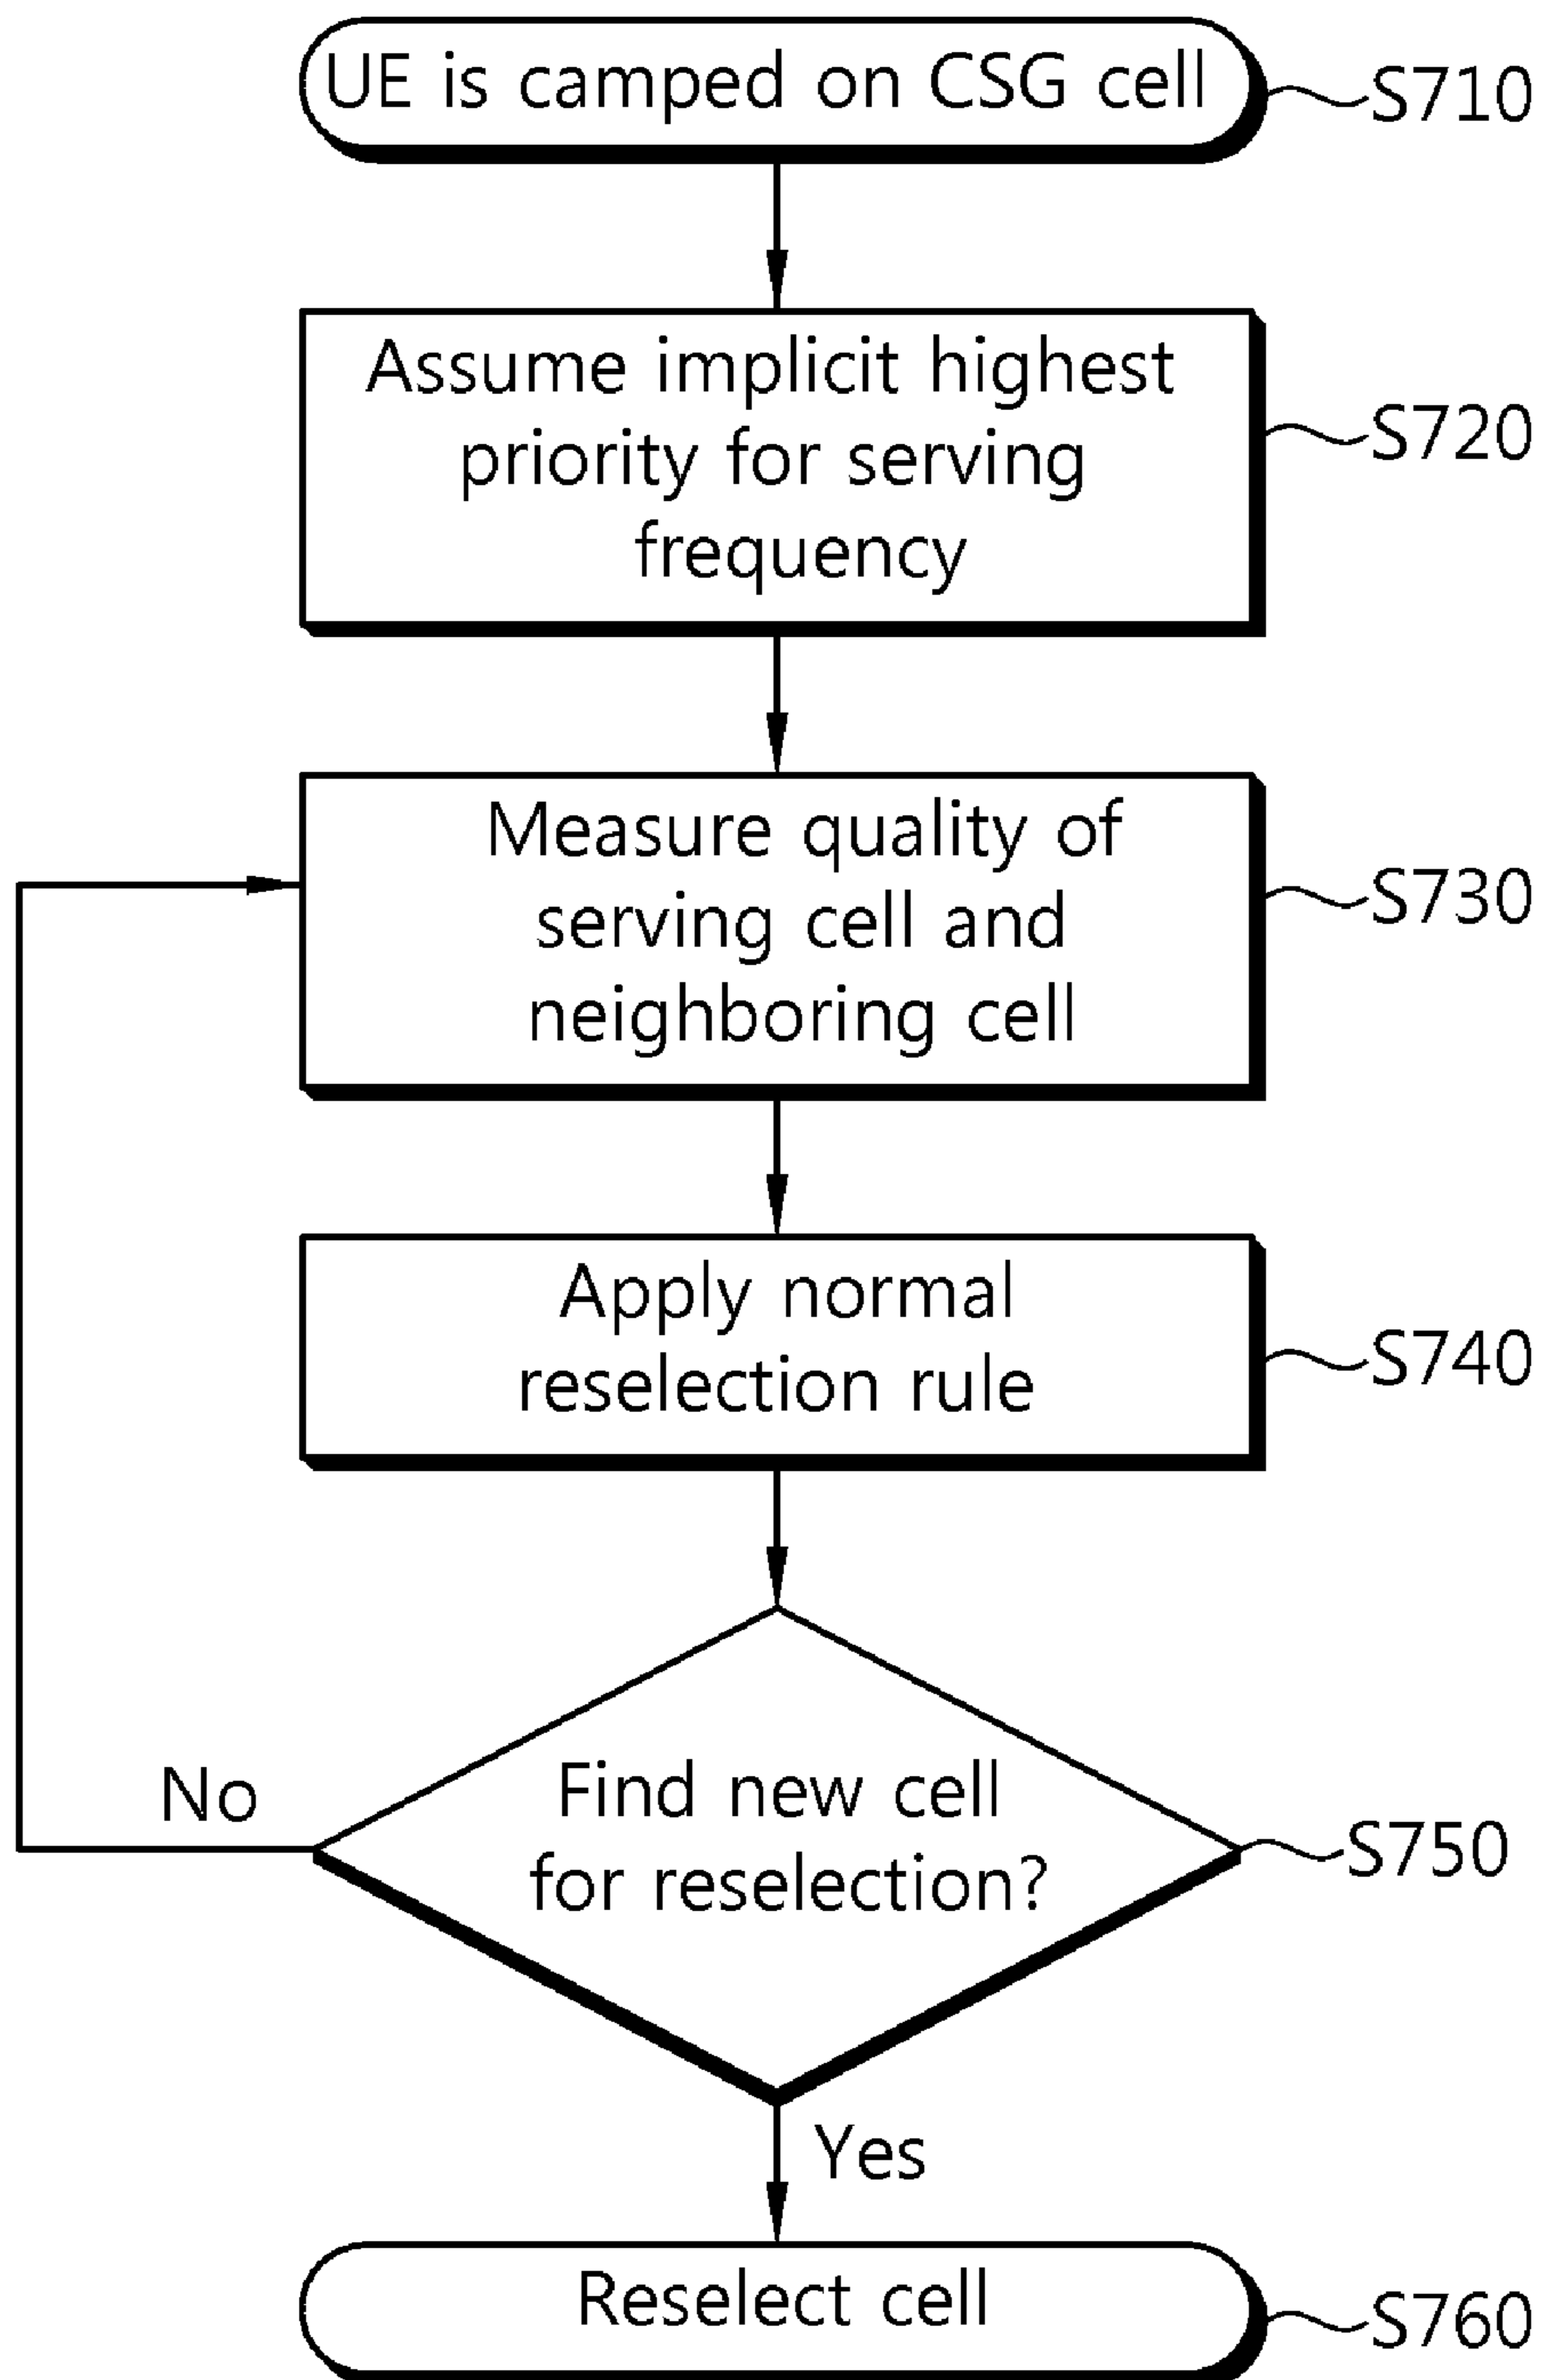 UE is camped on CSG cell
S710
Assume implicit highest
priority for serving
frequency
S720
Measure quality of
serving cell and
neighboring cell
S730
Apply normal
reselection rule
S740
Find new cell
for reselection?
S750
No
Yes
Reselect cell
S760